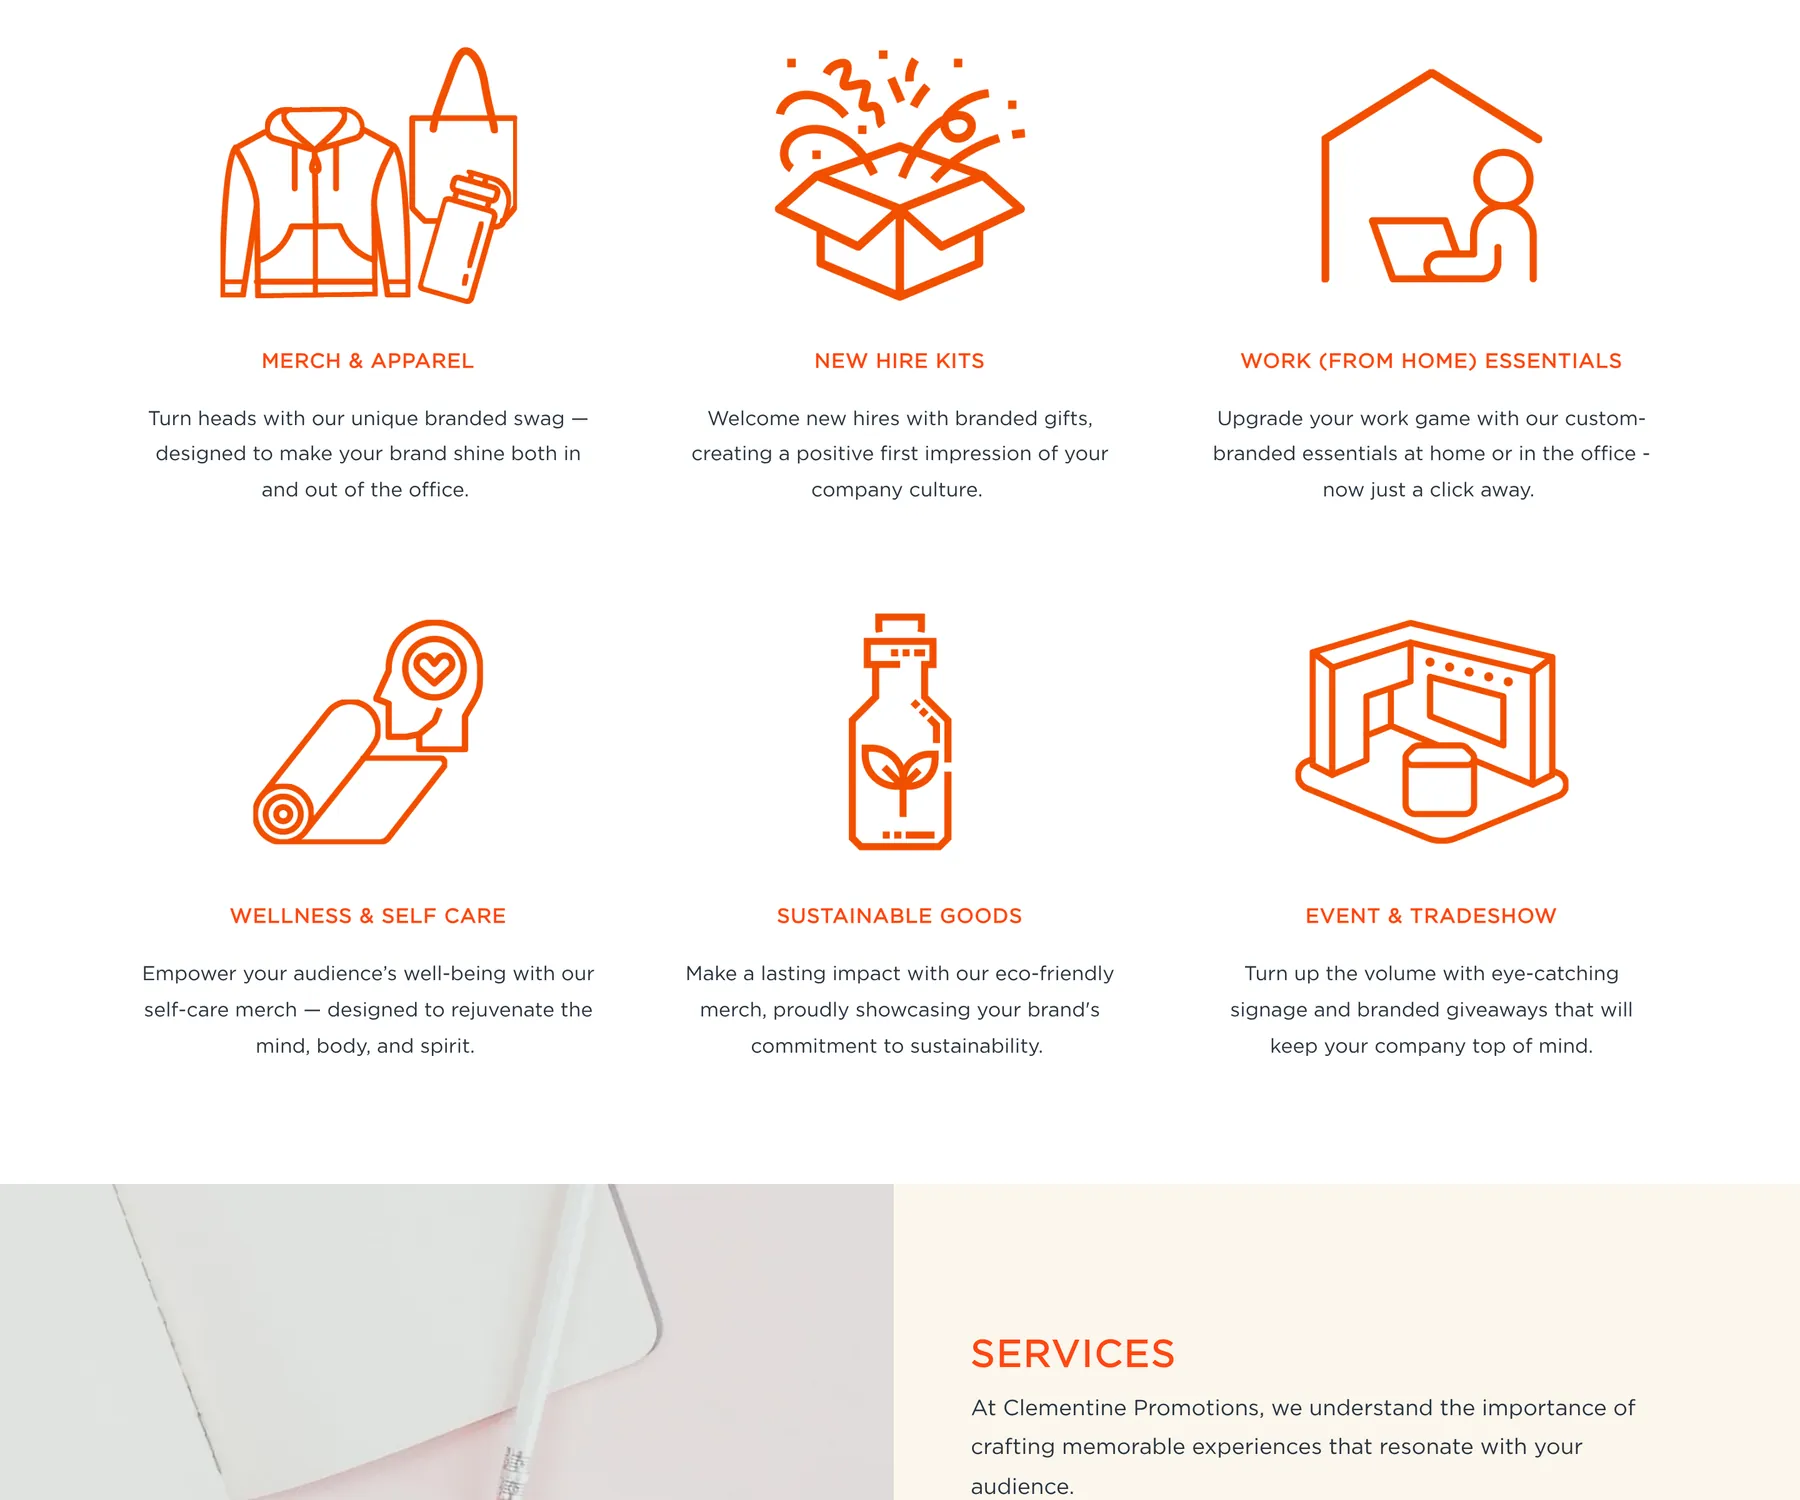 MERCH & APPAREL
Turn heads with our unique branded swag —
designed to make your brand shine both in
and out of the office.
NEW HIRE KITS
Welcome new hires with branded gifts,
creating a positive first impression of your
company culture.
WORK (FROM HOME) ESSENTIALS
Upgrade your work game with our custom-
branded essentials at home or in the office -
now just a click away.
WELLNESS & SELF CARE
Empower your audience’s well-being with our
self-care merch — designed to rejuvenate the
mind, body, and spirit.
SUSTAINABLE GOODS
Make a lasting impact with our eco-friendly
merch, proudly showcasing your brand's
commitment to sustainability.
EVENT & TRADESHOW
Turn up the volume with eye-catching
signage and branded giveaways that will
keep your company top of mind.
SERVICES
At Clementine Promotions, we understand the importance of
crafting memorable experiences that resonate with your
audience.